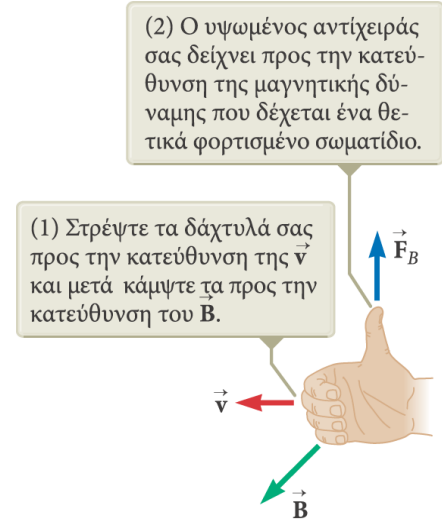 (2) Ο υψωμένος αντίχειράς
σας δείχνει προς την κατεύ-
θυνση της μαγνητικής δύ-
ναμης που δέχεται ένα θε-
τικά φορτισμένο σωματίδιο.
(1) Στρέψτε τα δάχτυλά σας
προς την κατεύθυνση της v⃗
και μετά κάμψτε τα προς την
κατεύθυνση του B⃗.
F⃗_B
v⃗
B⃗